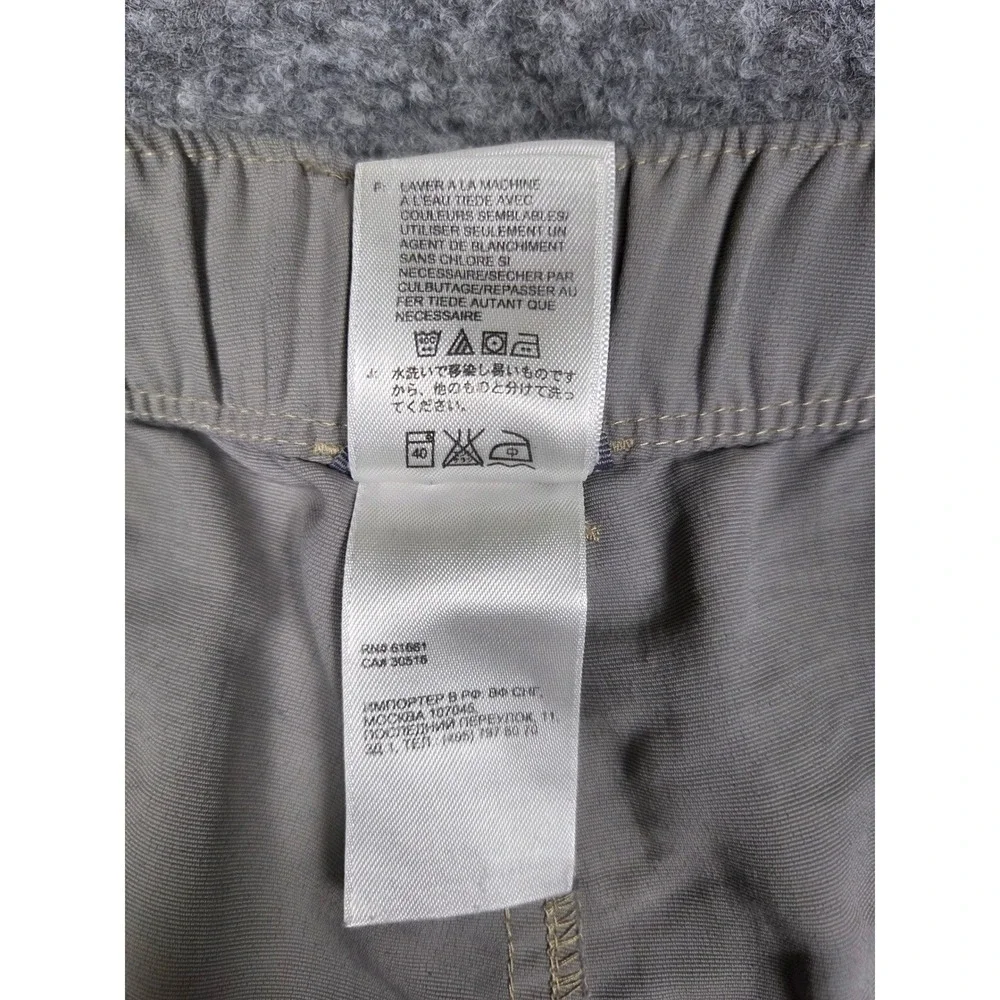 F: LAVER A LA MACHINE
A L'EAU TIEDE AVEC
COULEURS SEMBLABLES/
UTILISER SEULEMENT UN
AGENT DE BLANCHIMENT
SANS CHLORE SI
NECESSAIRE/SECHER PAR
CULBUTAGE/REPASSER AU
FER TIEDE AUTANT QUE
NECESSAIRE
40C
J: 水洗いで移染し易いものです
から、他のものと分けて洗っ
てください。
40 中
RN# 61661
CA# 30516
ИМПОРТЕР В РФ: ВФ СНГ,
МОСКВА 107045,
ПОСЛЕДНИЙ ПЕРЕУЛОК, 11,
ЭД 1, ТЕЛ.: (495) 797 80 70